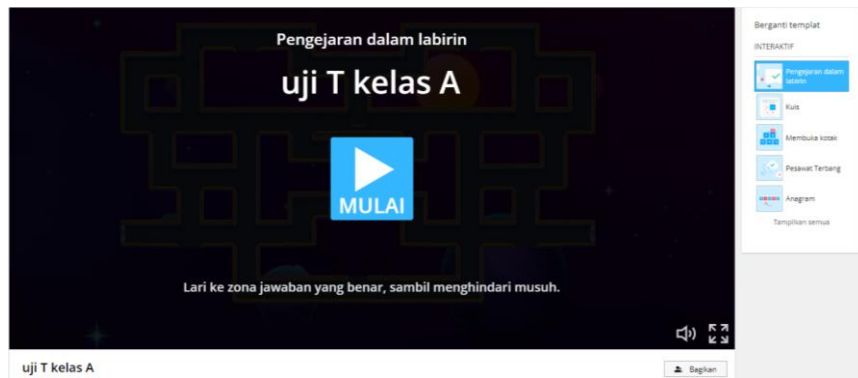 Pengejaran dalam labirin
uji T kelas A
MULAI
Lari ke zona jawaban yang benar, sambil menghindari musuh.
uji T kelas A
Bagikan
Berganti templat
INTERAKTIF
Pengejaran dalam
labirin
Kuis
Membuka kotak
Pesawat Terbang
Anagram
Tampilkan semua